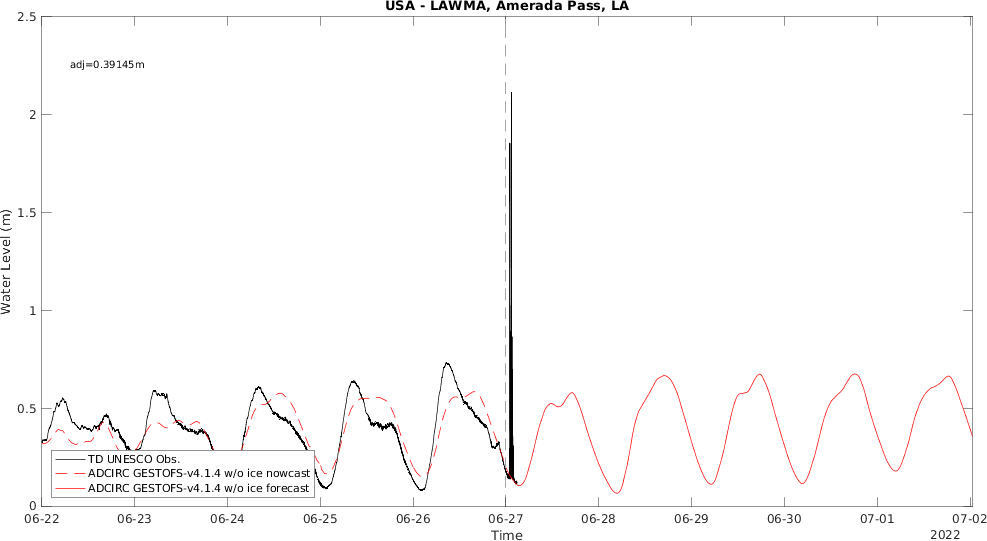 USA - LAWMA, Amerada Pass, LA
adj=0.39145m
Water Level (m)
2.5
2
1.5
1
0.5
0
TD UNESCO Obs.
ADCIRC GESTOFS-v4.1.4 w/o ice nowcast
ADCIRC GESTOFS-v4.1.4 w/o ice forecast
06-22 06-23 06-24 06-25 06-26 06-27 06-28 06-29 06-30 07-01 07-02
Time
2022